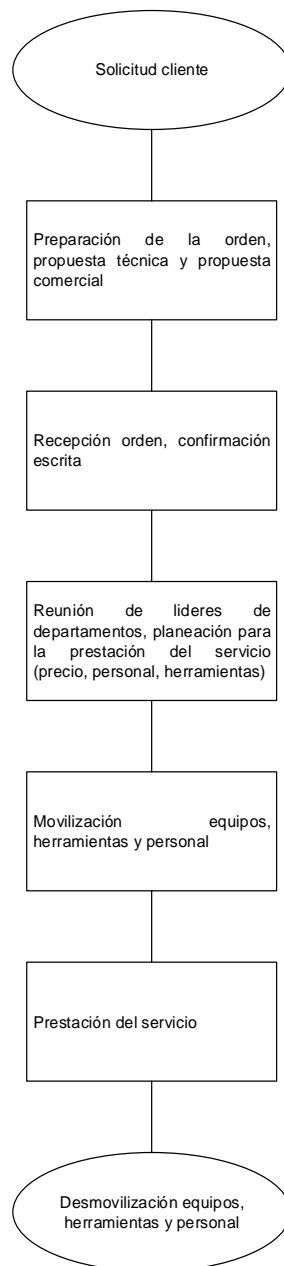 Solicitud cliente
Preparación de la orden,
propuesta técnica y propuesta
comercial
Recepción orden, confirmación
escrita
Reunión de lideres de
departamentos, planeación para
la prestación del servicio
(precio, personal, herramientas)
Movilización equipos,
herramientas y personal
Prestación del servicio
Desmovilización equipos,
herramientas y personal